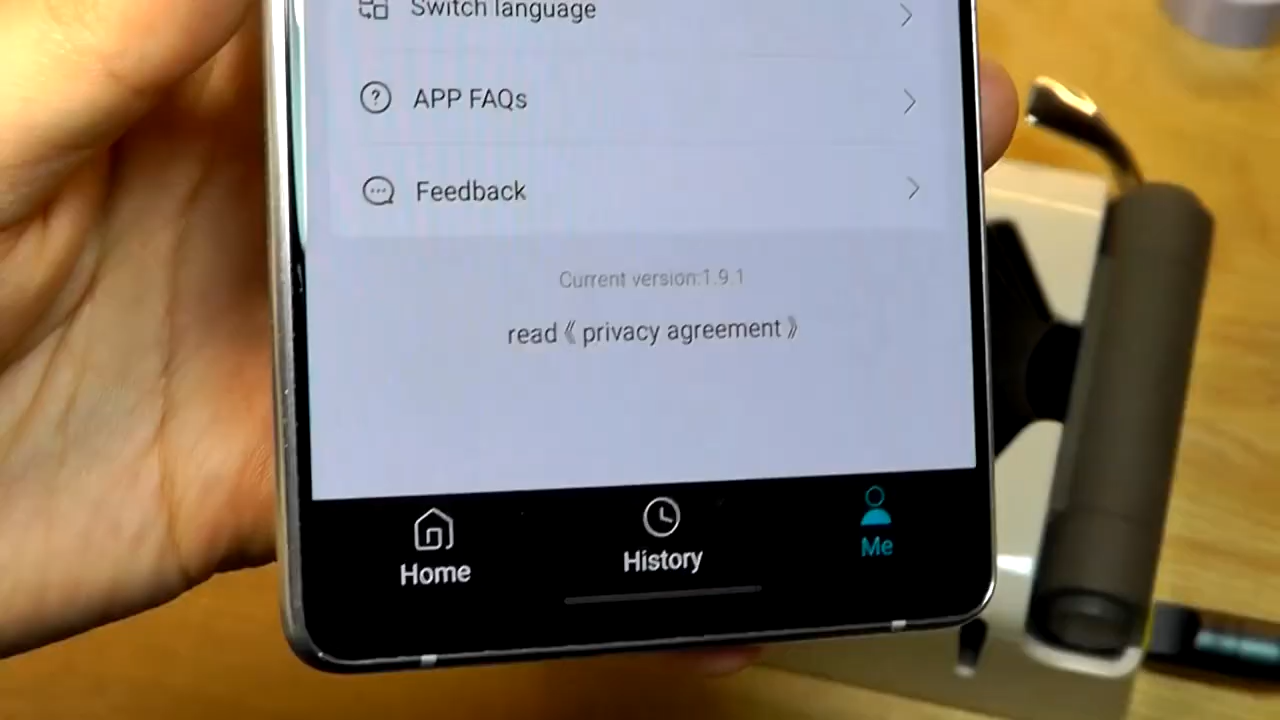 Switch language
APP FAQs
Feedback
Current version:1.9.1
read《 privacy agreement 》
Home
History
Me